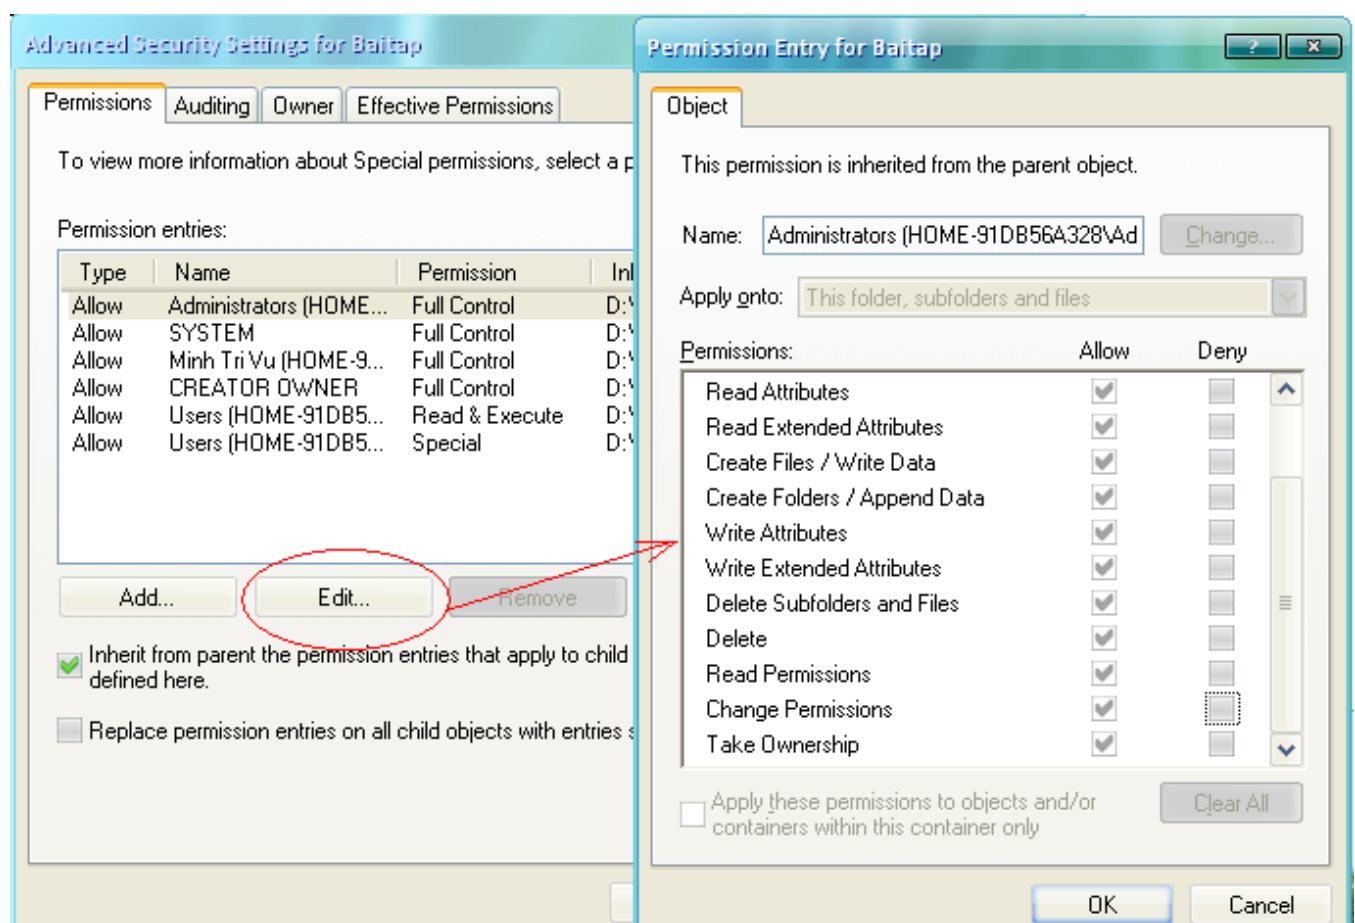 Advanced Security Settings for Baitap
Permissions Auditing Owner Effective Permissions
To view more information about Special permissions, select a p
Permission entries:
Type Name Permission Inl
Allow Administrators (HOME... Full Control D:\
Allow SYSTEM Full Control D:\
Allow Minh Tri Vu (HOME-9... Full Control D:\
Allow CREATOR OWNER Full Control D:\
Allow Users (HOME-91DB5... Read & Execute D:\
Allow Users (HOME-91DB5... Special D:\
Add... Edit... Remove
Inherit from parent the permission entries that apply to child
defined here.
Replace permission entries on all child objects with entries s
Permission Entry for Baitap
Object
This permission is inherited from the parent object.
Name: Administrators (HOME-91DB56A328\Ad Change...
Apply onto: This folder, subfolders and files
Permissions: Allow Deny
Read Attributes
Read Extended Attributes
Create Files / Write Data
Create Folders / Append Data
Write Attributes
Write Extended Attributes
Delete Subfolders and Files
Delete
Read Permissions
Change Permissions
Take Ownership
Apply these permissions to objects and/or
containers within this container only
Clear All
OK Cancel